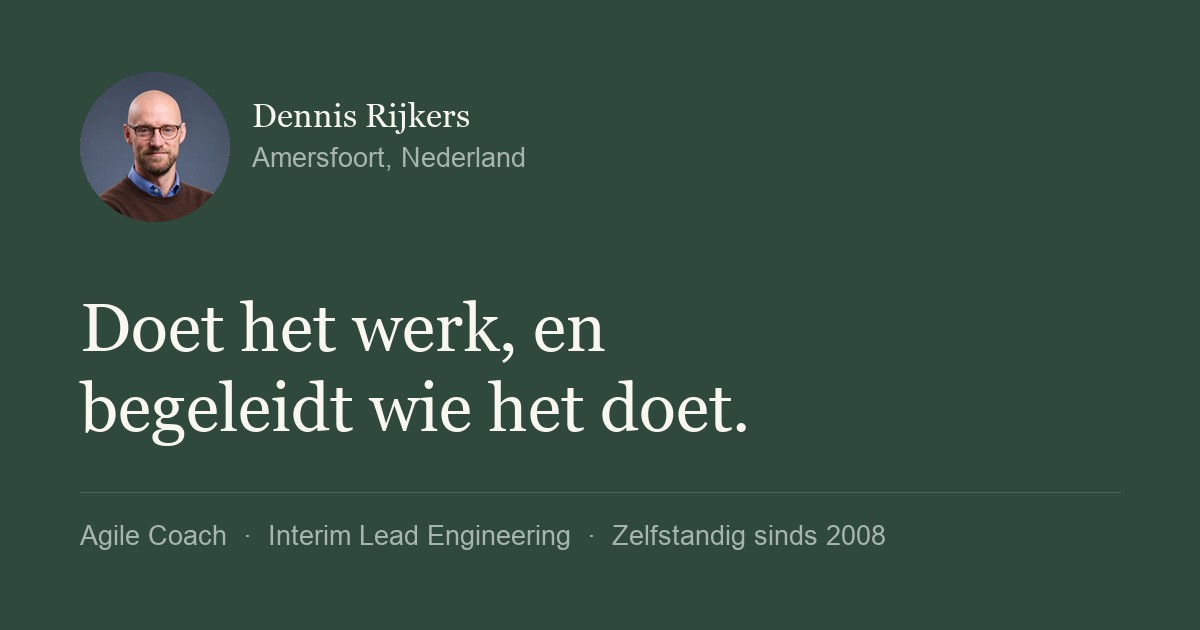 Dennis Rijkers
Amersfoort, Nederland
Doet het werk, en
begeleidt wie het doet.
Agile Coach · Interim Lead Engineering · Zelfstandig sinds 2008